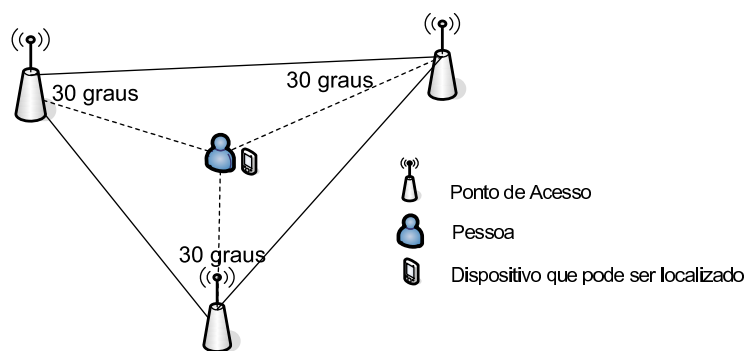 30 graus
30 graus
30 graus
Ponto de Acesso
Pessoa
Dispositivo que pode ser localizado